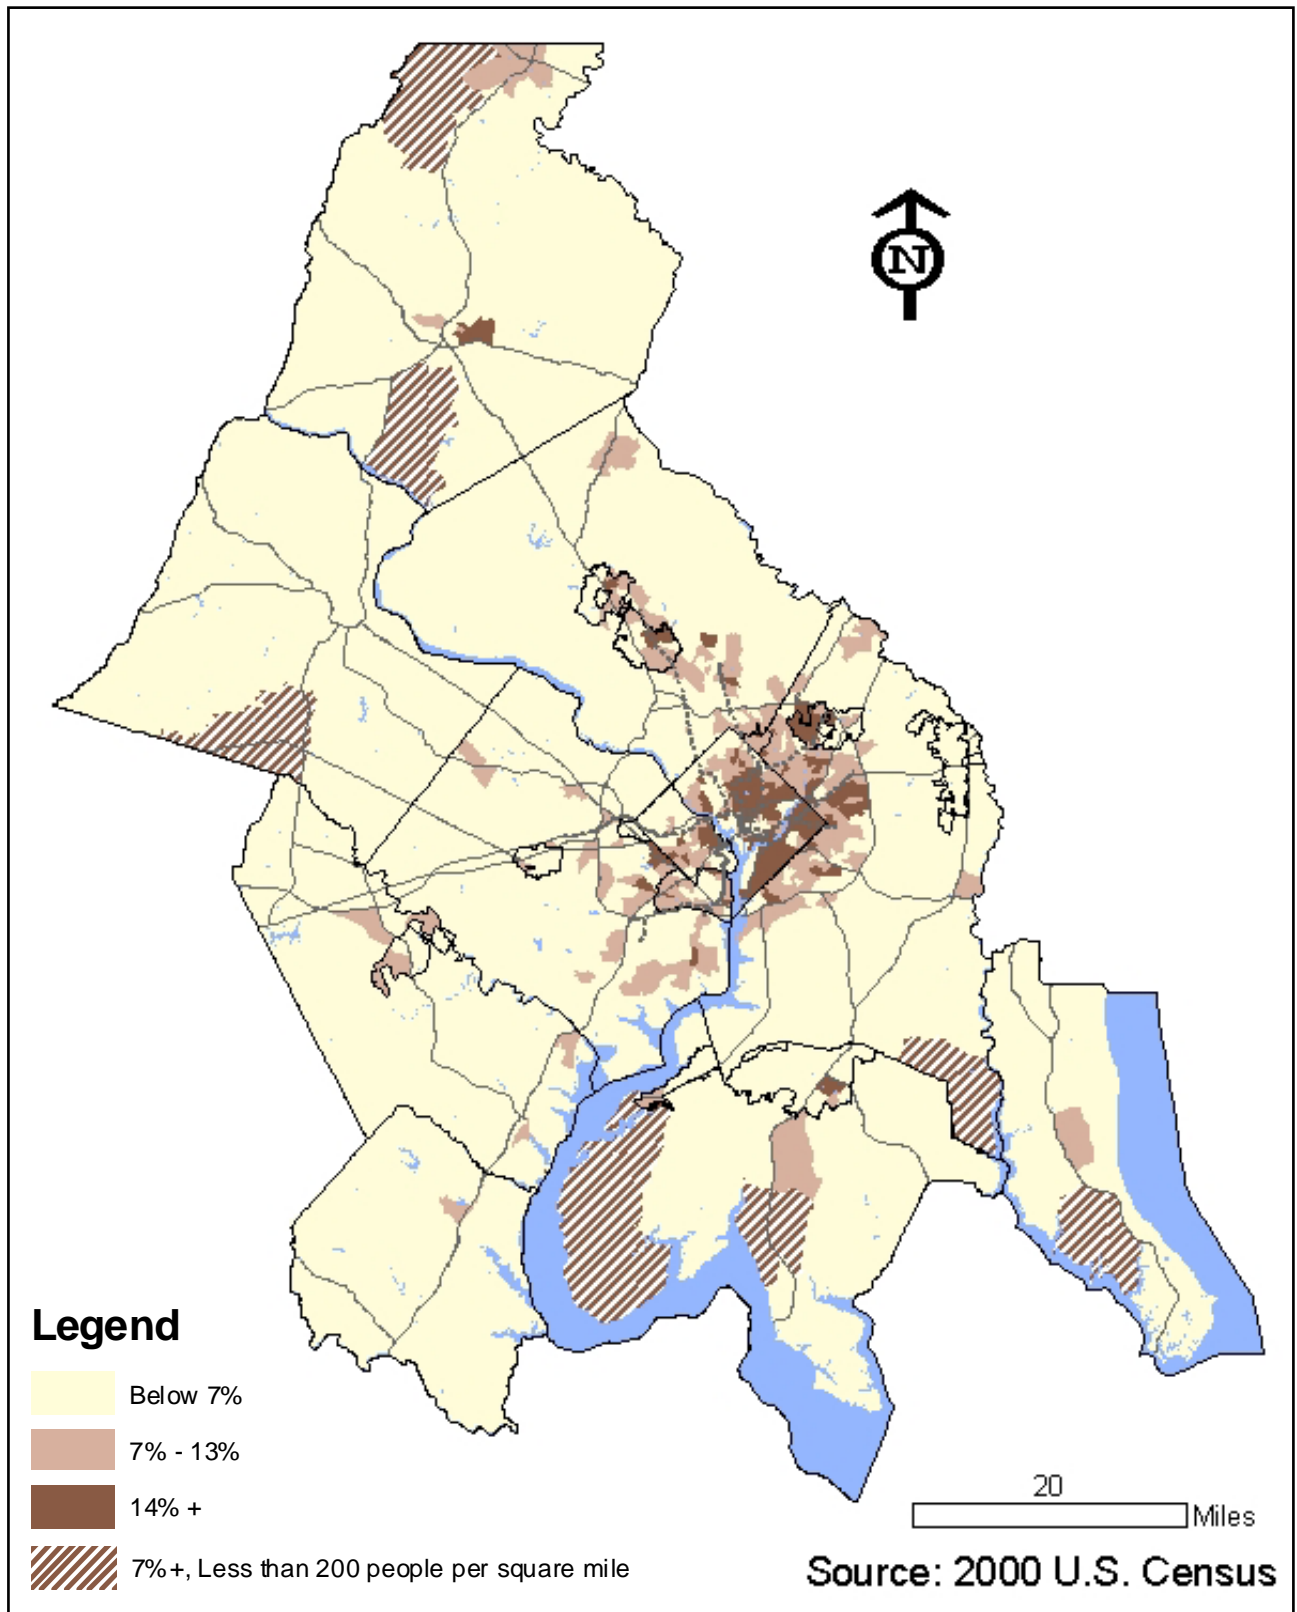 N
Legend
Below 7%
7% - 13%
14% +
7%+, Less than 200 people per square mile
20
Miles
Source: 2000 U.S. Census